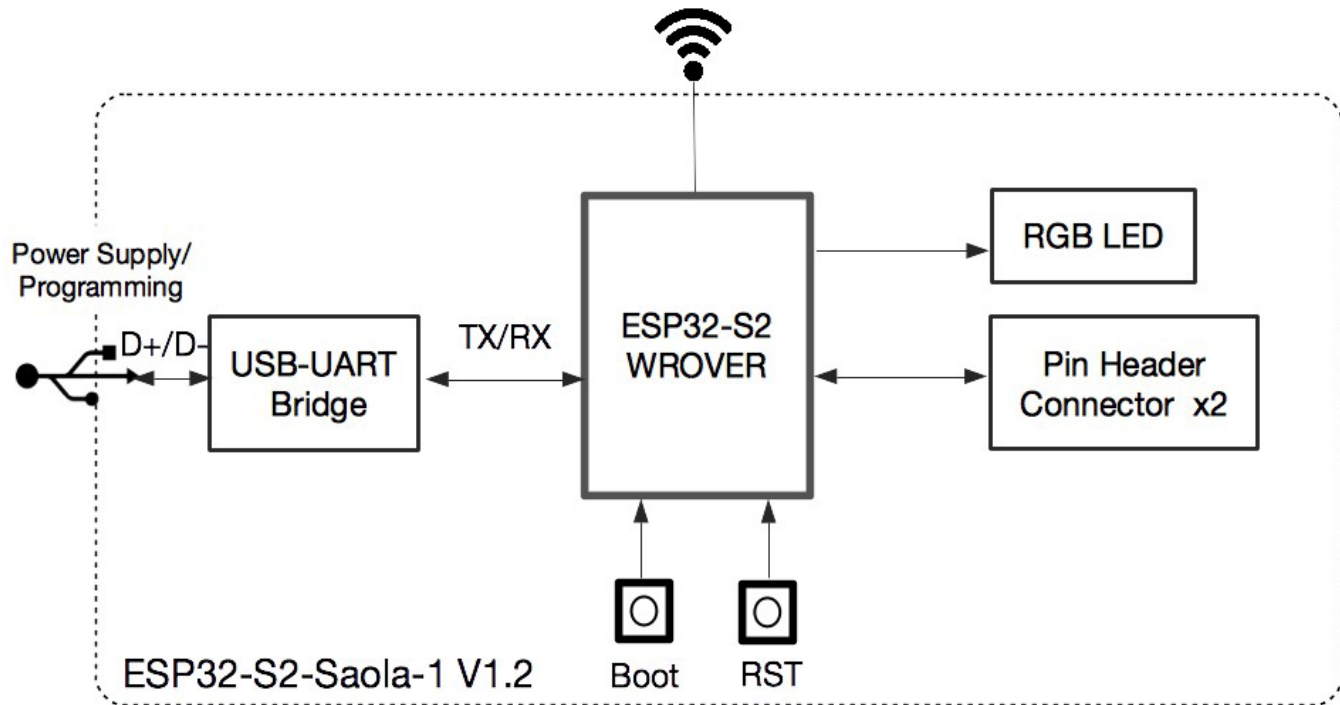 Power Supply/
Programming
D+/D-
USB-UART
Bridge
TX/RX
ESP32-S2
WROVER
RGB LED
Pin Header
Connector x2
Boot
RST
ESP32-S2-Saola-1 V1.2